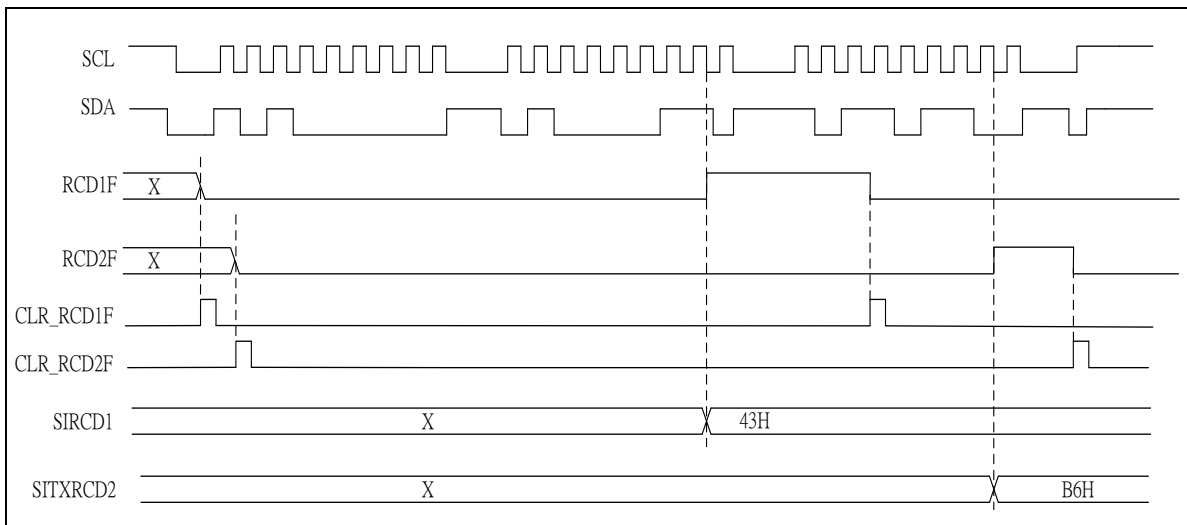 SCL
SDA
RCD1F X
RCD2F X
CLR_RCD1F
CLR_RCD2F
SIRCD1 X 43H
SITXRCD2 X B6H